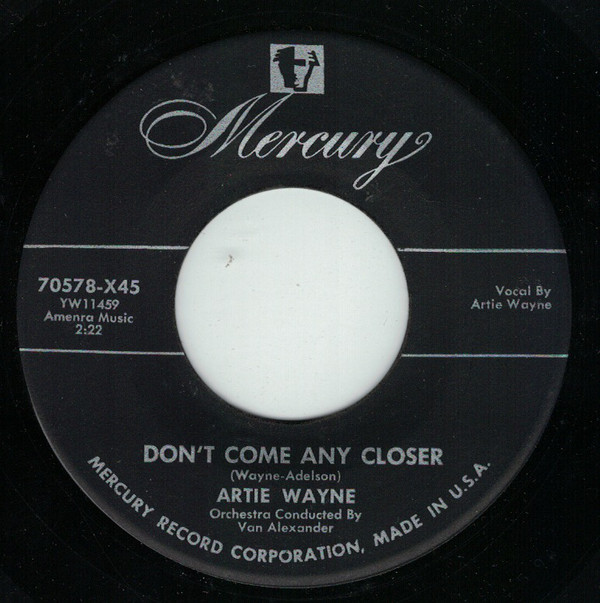 Mercury
70578-X45
YW11459
Amenra Music
2:22
Vocal By
Artie Wayne
DON'T COME ANY CLOSER
(Wayne-Adelson)
ARTIE WAYNE
Orchestra Conducted By
Van Alexander
MERCURY RECORD CORPORATION, MADE IN U.S.A.